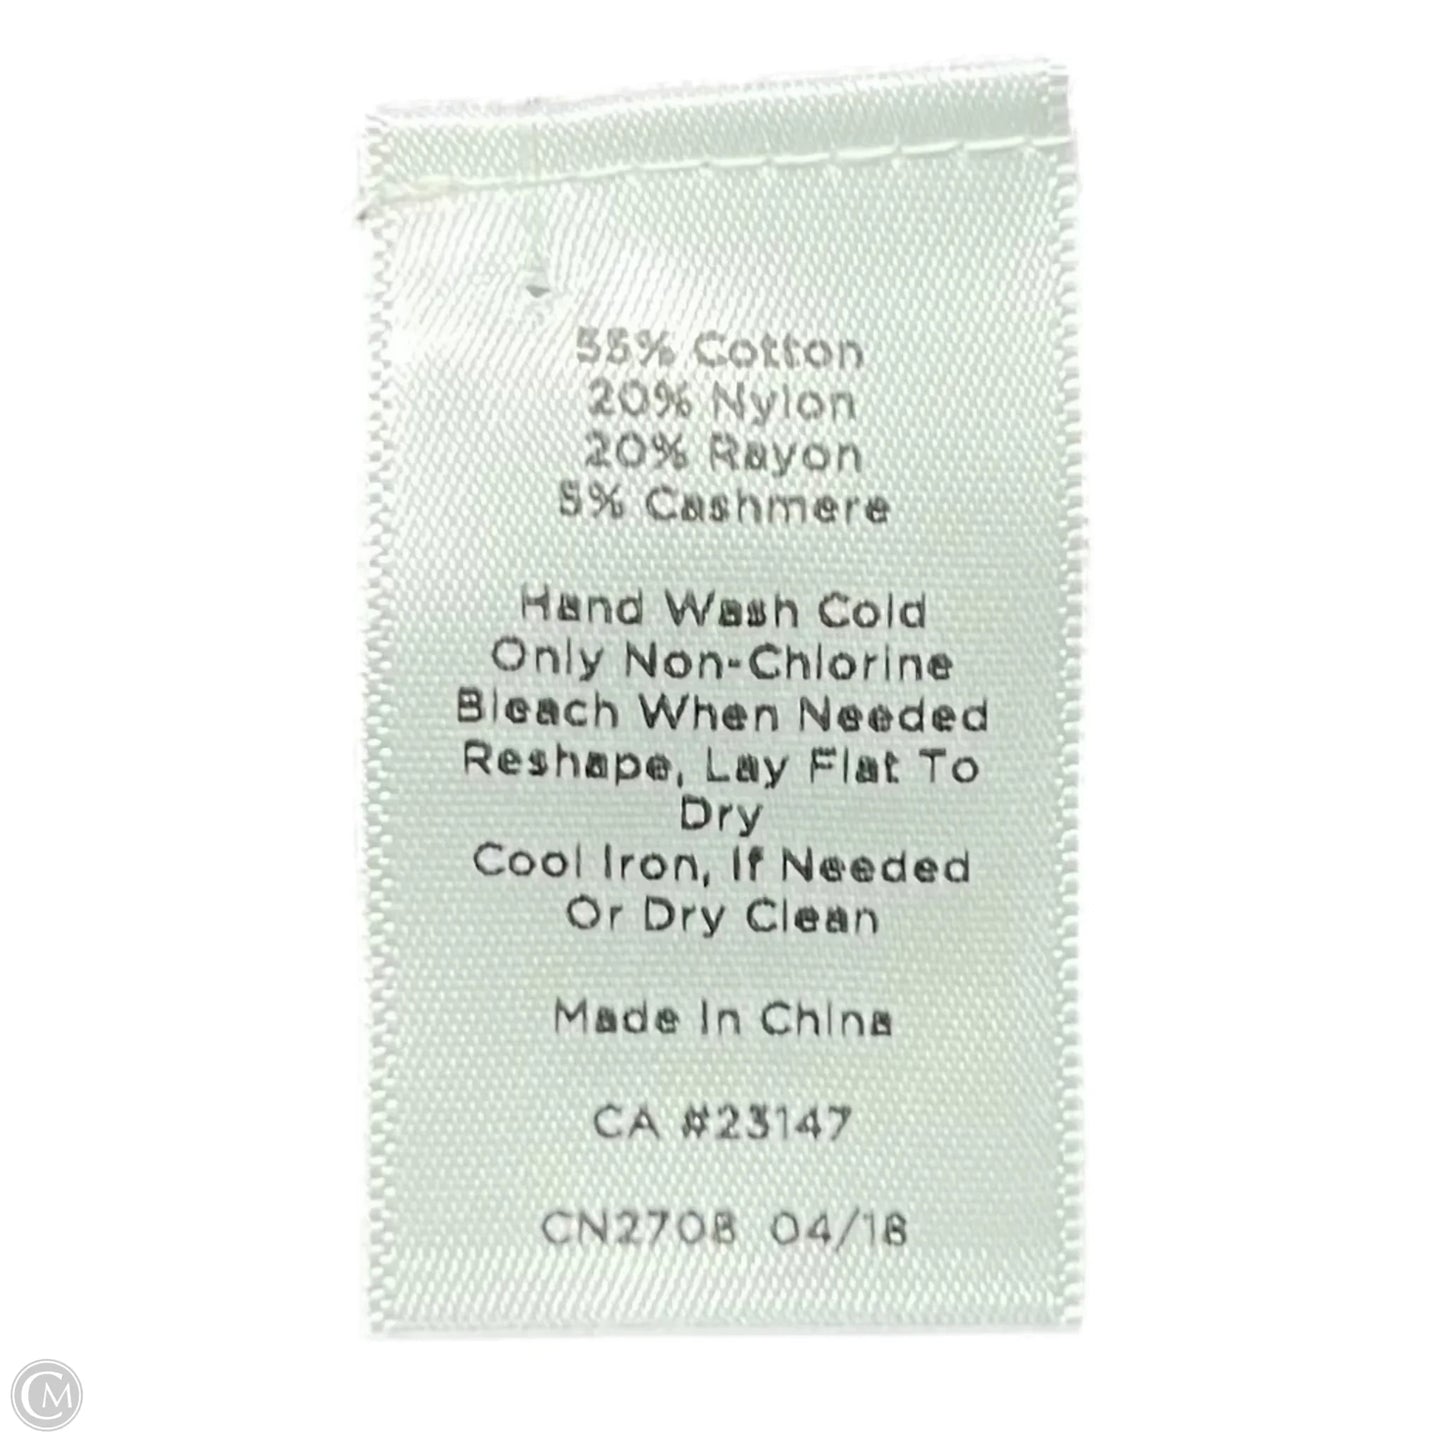 55% Cotton
20% Nylon
20% Rayon
5% Cashmere
Hand Wash Cold
Only Non-Chlorine
Bleach When Needed
Reshape, Lay Flat To
Dry
Cool Iron, If Needed
Or Dry Clean
Made In China
CA #23147
CN2708 04/18
CM